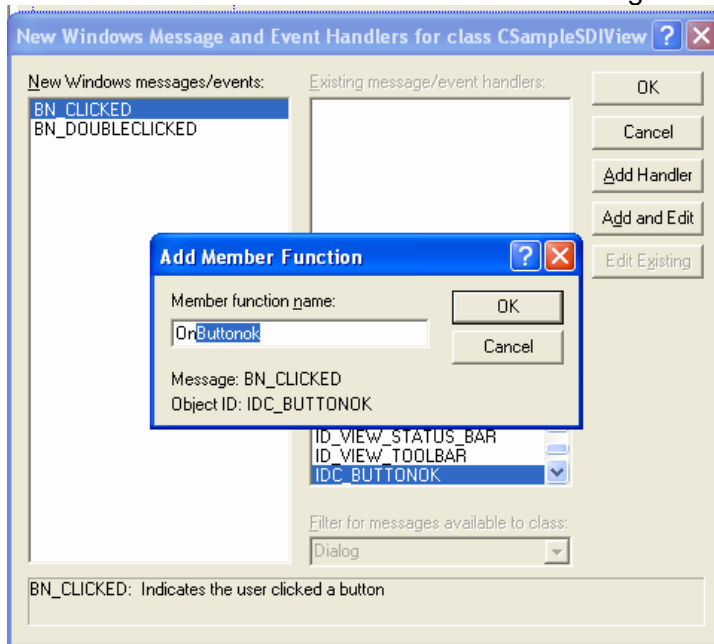 New Windows Message and Event Handlers for class CSampleSDIView
New Windows messages/events:
Existing message/event handlers:
OK
BN_CLICKED
BN_DOUBLECLICKED
Cancel
Add Handler
Add and Edit
Edit Existing
Add Member Function
Member function name:
OK
OnButtonok
Cancel
Message: BN_CLICKED
Object ID: IDC_BUTTONOK
ID_VIEW_STATUS_BAR
ID_VIEW_TOOLBAR
IDC_BUTTONOK
Filter for messages available to class:
Dialog
BN_CLICKED: Indicates the user clicked a button